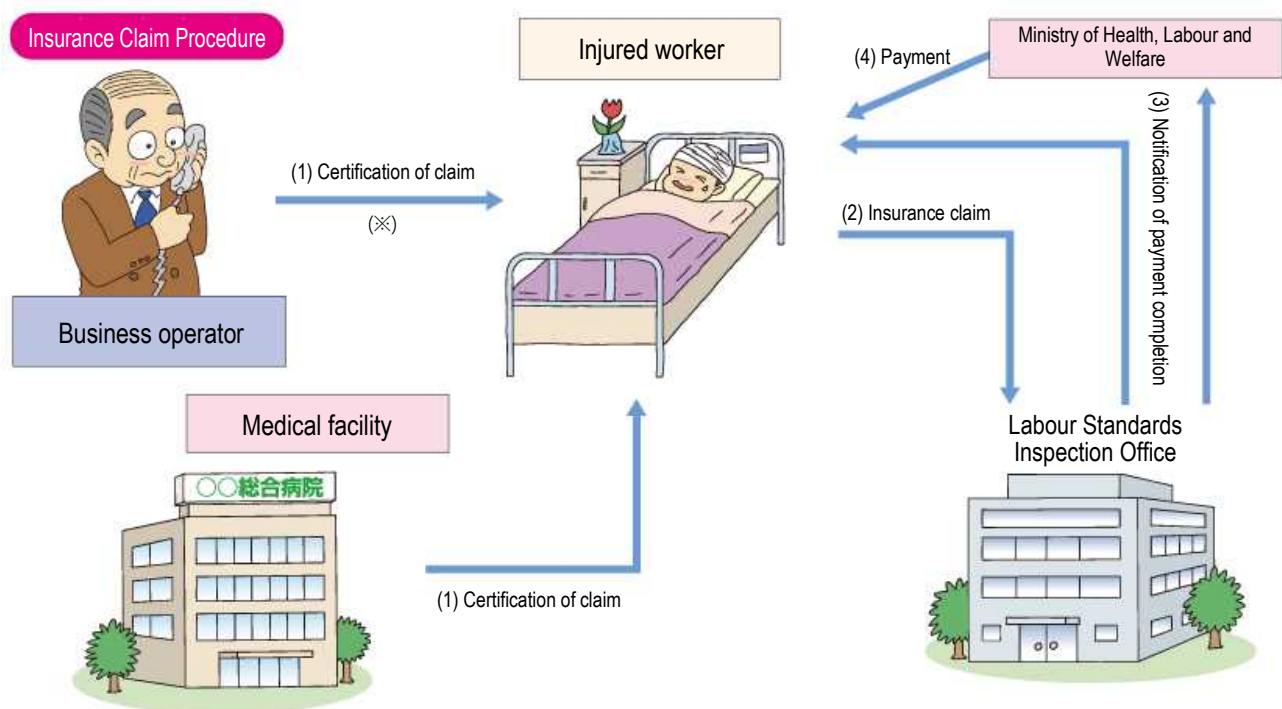 Insurance Claim Procedure
Injured worker
Ministry of Health, Labour and
Welfare
(4) Payment
(3) Notification of payment completion
(1) Certification of claim
(※)
(2) Insurance claim
Business operator
Medical facility
Labour Standards
Inspection Office
○○総合病院
(1) Certification of claim